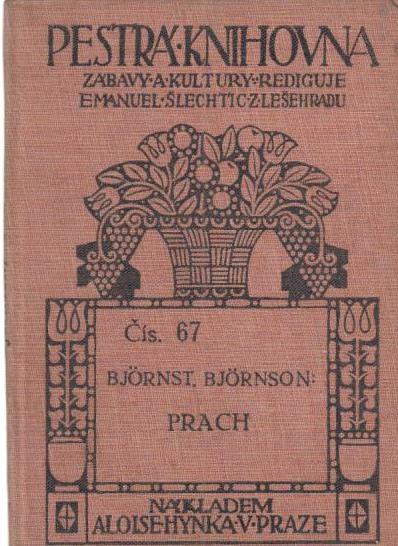 PESTRÁ·KNIHOVNA
ZÁBAVY·A·KULTURY·REDIGUJE
EMANUEL·ŠLECHTIC·Z·LEŠEHRADU
Čís. 67
BJÖRNST. BJÖRNSON:
PRACH
NÁKLADEM
ALOISE·HYNKA·V·PRAZE